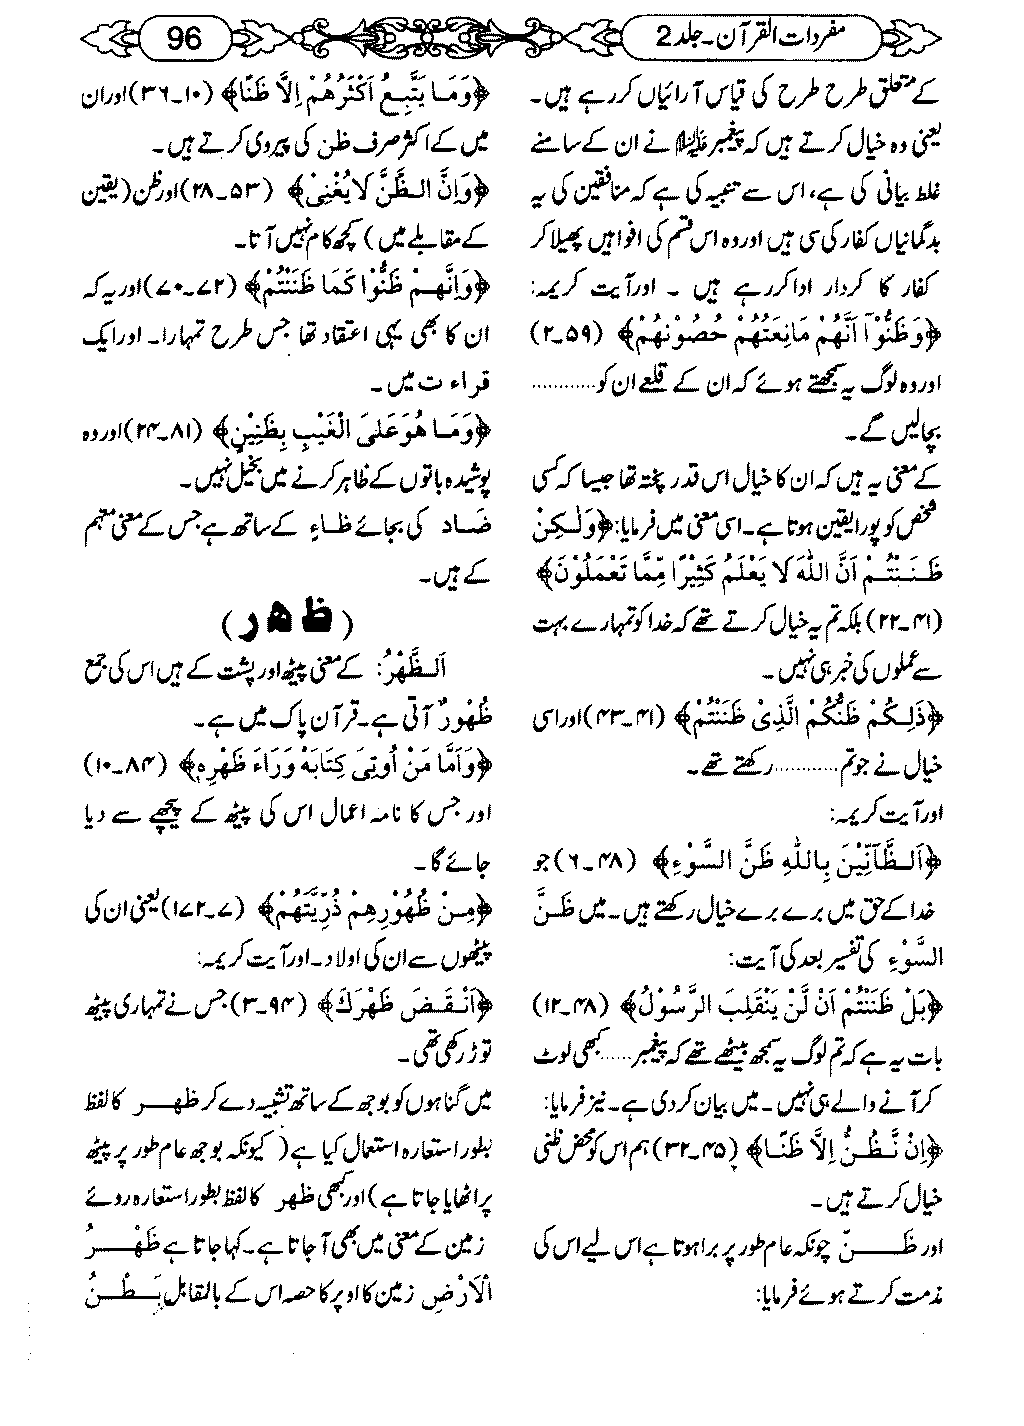 مفردات القرآن۔ جلد 2
96
کے متعلق طرح طرح کی قیاس آرائیاں کر رہے ہیں۔
یعنی وہ خیال کرتے ہیں کہ پیغمبر ﷺ نے ان کے سامنے
غلط بیانی کی ہے، اس سے تنبیہ کی ہے کہ منافقین کی یہ
بدگمانیاں کفار کی سی ہیں اور وہ اس قسم کی افواہیں پھیلا کر
کفار کا کردار ادا کر رہے ہیں ۔ اور آیت کریمہ:
﴿وَظَنُّوْآ اَنَّهُمْ مَانِعَتُهُمْ حُصُوْنُهُمْ﴾ (۵۹۔۲)
اور وہ لوگ یہ سمجھتے ہوئے کہ ان کے قلعے ان کو............
بچالیں گے۔
کے معنی یہ ہیں کہ ان کا خیال اس قدر پختہ تھا جیسا کہ کسی
شخص کو پورا یقین ہوتا ہے۔ اسی معنی میں فرمایا: ﴿وَلٰكِنْ
ظَنَنْتُمْ اَنَّ اللّٰهَ لَا يَعْلَمُ كَثِيْرًا مِّمَّا تَعْمَلُوْنَ﴾
(۴۱۔۲۲) بلکہ تم یہ خیال کرتے تھے کہ خدا کو تمہارے بہت
سے عملوں کی خبر ہی نہیں۔
﴿ذٰلِكُمْ ظَنُّكُمُ الَّذِىْ ظَنَنْتُمْ﴾ (۴۱۔۲۳) اور اسی
خیال نے جو تم ............ رکھتے تھے۔
اور آیت کریمہ:
﴿اَلظَّآنِّيْنَ بِاللّٰهِ ظَنَّ السَّوْءِ﴾ (۴۸۔۶) جو
خدا کے حق میں برے برے خیال رکھتے ہیں۔ میں ظَنَّ
السَّوْءِ کی تفسیر بعد کی آیت:
﴿بَلْ ظَنَنْتُمْ اَنْ لَّنْ يَنْقَلِبَ الرَّسُوْلُ﴾ (۴۸۔۱۲)
بات یہ ہے کہ تم لوگ یہ سمجھ بیٹھے تھے کہ پیغمبر...... کبھی لوٹ
کر آنے والے ہی نہیں۔ میں بیان کر دی ہے۔ نیز فرمایا:
﴿اِنْ نَّظُنُّ اِلَّا ظَنًّا﴾ (۴۵۔۳۲) ہم اس کو محض ظنی
خیال کرتے ہیں۔
اور ظَنّ چونکہ عام طور پر برا ہوتا ہے اس لیے اس کی
مذمت کرتے ہوئے فرمایا:
﴿وَمَا يَتَّبِعُ اَكْثَرُهُمْ اِلَّا ظَنًّا﴾ (۱۰۔۳۶) اور ان
میں کے اکثر صرف ظن کی پیروی کرتے ہیں۔
﴿وَاِنَّ الظَّنَّ لَا يُغْنِىْ﴾ (۵۳۔۲۸) اور ظن (یقین
کے مقابلے میں) کچھ کام نہیں آتا۔
﴿وَاَنَّهُمْ ظَنُّوْا كَمَا ظَنَنْتُمْ﴾ (۷۲۔۷۰) اور یہ کہ
ان کا بھی یہی اعتقاد تھا جس طرح تمہارا۔ اور ایک
قراء ت میں۔
﴿وَمَا هُوَ عَلَى الْغَيْبِ بِظَنِيْنٍ﴾ (۸۱۔۲۴) اور وہ
پوشیدہ باتوں کے ظاہر کرنے میں بخیل نہیں۔
ضَاد کی بجائے ظاءِ کے ساتھ ہے جس کے معنی متہم
کے ہیں۔
(ظ ھ ر)
اَلظَّهْرُ: کے معنی پیٹھ اور پشت کے ہیں اس کی جمع
ظُهُوْرٌ آتی ہے۔ قرآن پاک میں ہے۔
﴿وَاَمَّا مَنْ اُوْتِىَ كِتَابَهٗ وَرَاءَ ظَهْرِهٖ﴾ (۸۴۔۱۰)
اور جس کا نامہ اعمال اس کی پیٹھ کے پیچھے سے دیا
جائے گا۔
﴿مِنْ ظُهُوْرِهِمْ ذُرِّيَّتَهُمْ﴾ (۷۔۱۷۲) یعنی ان کی
پیٹھوں سے ان کی اولاد۔ اور آیت کریمہ:
﴿اَنْقَضَ ظَهْرَكَ﴾ (۹۴۔۳) جس نے تمہاری پیٹھ
توڑ رکھی تھی۔
میں گناہوں کو بوجھ کے ساتھ تشبیہ دے کر ظہر کا لفظ
بطور استعارہ استعمال کیا ہے (کیونکہ بوجھ عام طور پر پیٹھ
پر اٹھایا جاتا ہے) اور کبھی ظہر کا لفظ بطور استعارہ روئے
زمین کے معنی میں بھی آ جاتا ہے۔ کہا جاتا ہے ظَهْرُ
الْاَرْضِ زمین کا اوپر کا حصہ اس کے بالمقابل بَطْنُ